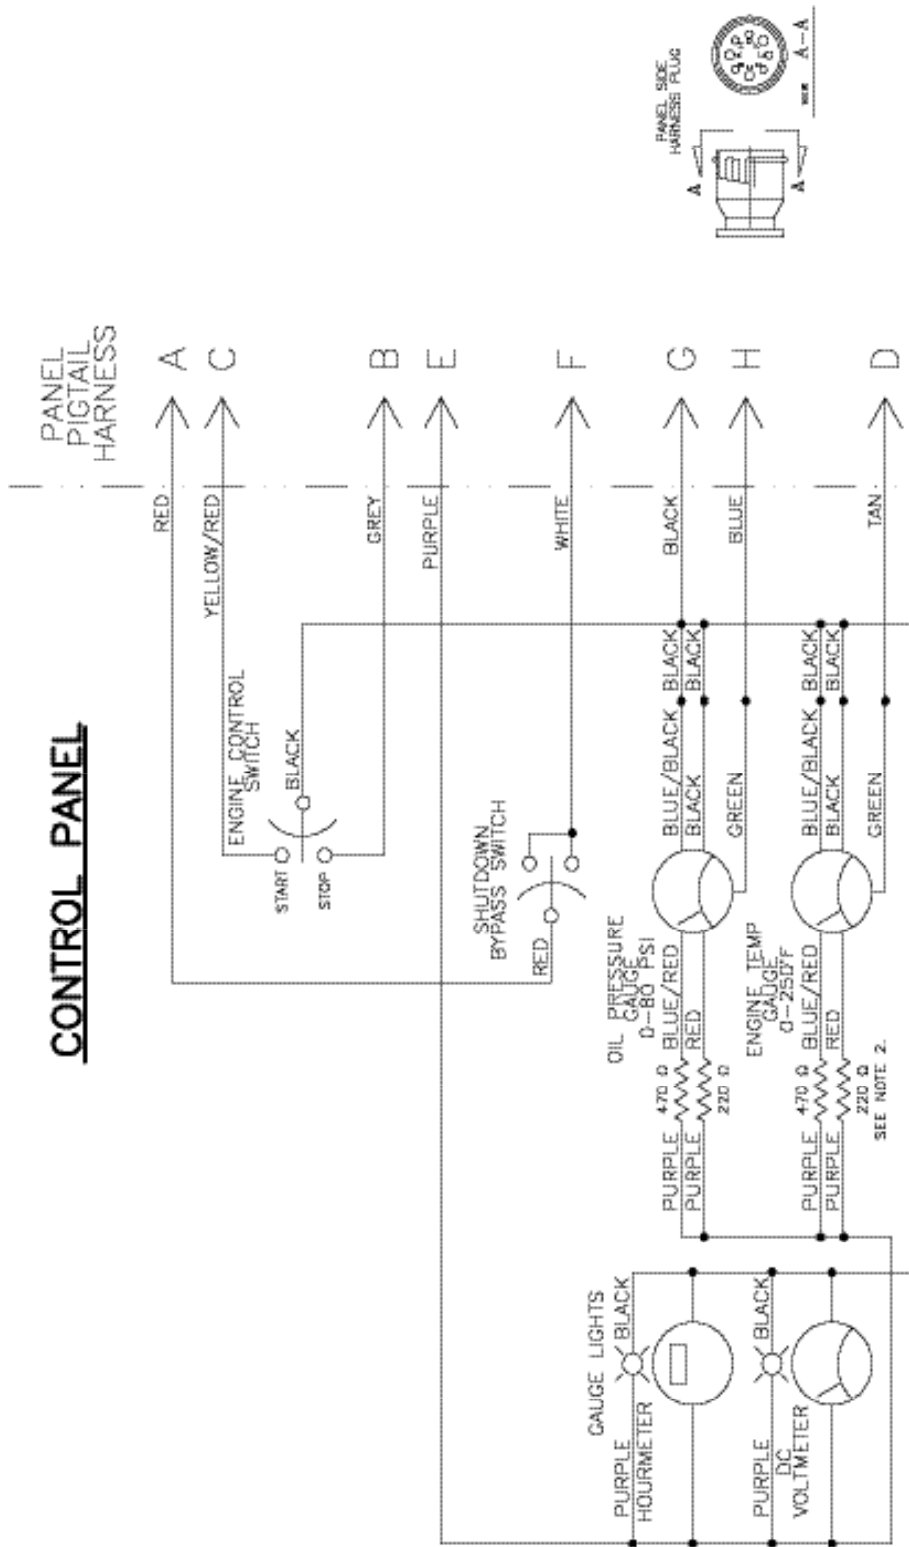 CONTROL PANEL
PANEL
PIGTAIL
HARNESS
A
C
B
E
F
G
H
D
RED
YELLOW/RED
GREY
PURPLE
WHITE
BLACK
BLUE
TAN
PANEL SIDE
HARNESS PLUG
A
A
VIEW A-A
ENGINE CONTROL
SWITCH
START
STOP
BLACK
SHUTDOWN
BYPASS SWITCH
RED
OIL PRESSURE
GAUGE
0-80 PSI
PURPLE 470 Ω BLUE/RED BLUE/BLACK BLACK
PURPLE 220 Ω RED BLACK BLACK
GREEN
ENGINE TEMP
GAUGE
0-250°F
PURPLE 470 Ω BLUE/RED BLUE/BLACK BLACK
PURPLE 220 Ω RED BLACK BLACK
SEE NOTE 2.
GREEN
GAUGE LIGHTS
PURPLE BLACK
HOURMETER
PURPLE BLACK
DC
VOLTMETER